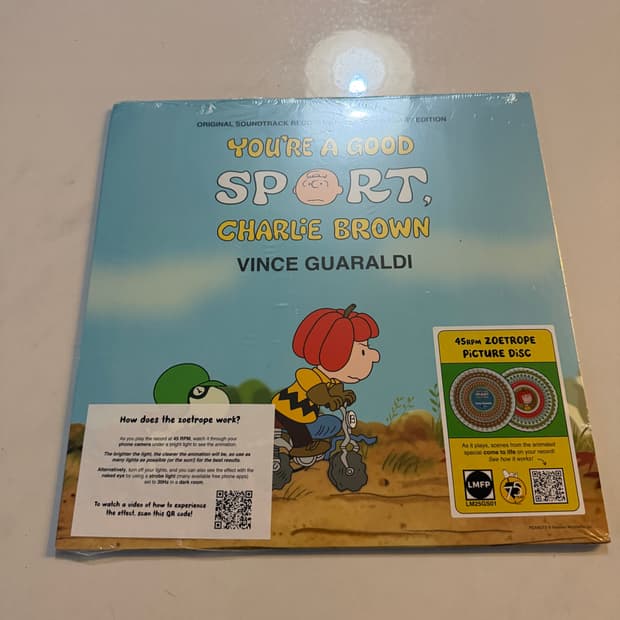 ORIGINAL SOUNDTRACK EDITION
YOU'RE A GOOD
SPORT,
CHARLIE BROWN
VINCE GUARALDI
45RPM ZOETROPE
PICTURE DISC
As it plays, scenes from the animated
special come to life on your record!
See how it works!
LMFP
75
LM25GS01
How does the zoetrope work?
As you play the record at 45 RPM, watch it through your
phone camera under a bright light to see the animation.
The brighter the light, the clearer the animation will be, so use as
many lights as possible (or the sun!) for the best results.
Alternatively, turn off your lights, and you can also see the effect with the
naked eye by using a strobe light (many available free phone apps)
set to 30Hz in a dark room.
To watch a video of how to experience
the effect, scan this QR code!
PEANUTS ©